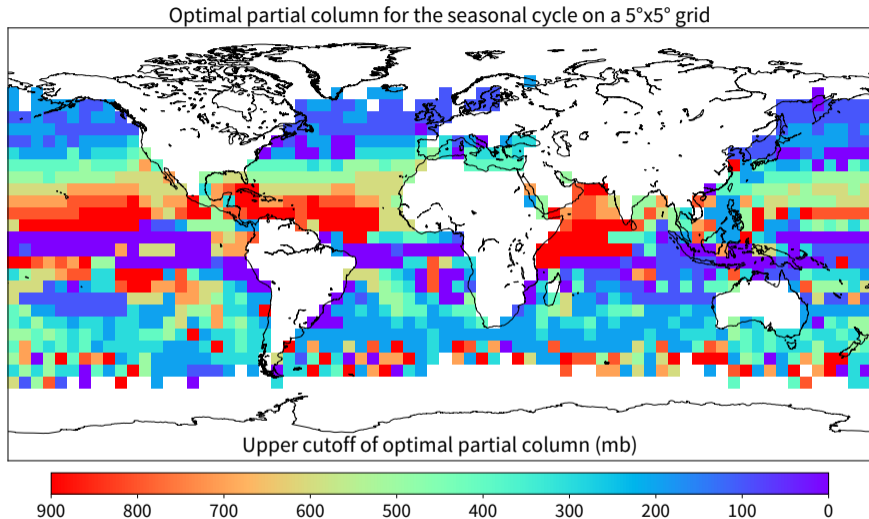 Optimal partial column for the seasonal cycle on a 5°x5° grid
Upper cutoff of optimal partial column (mb)
900 800 700 600 500 400 300 200 100 0